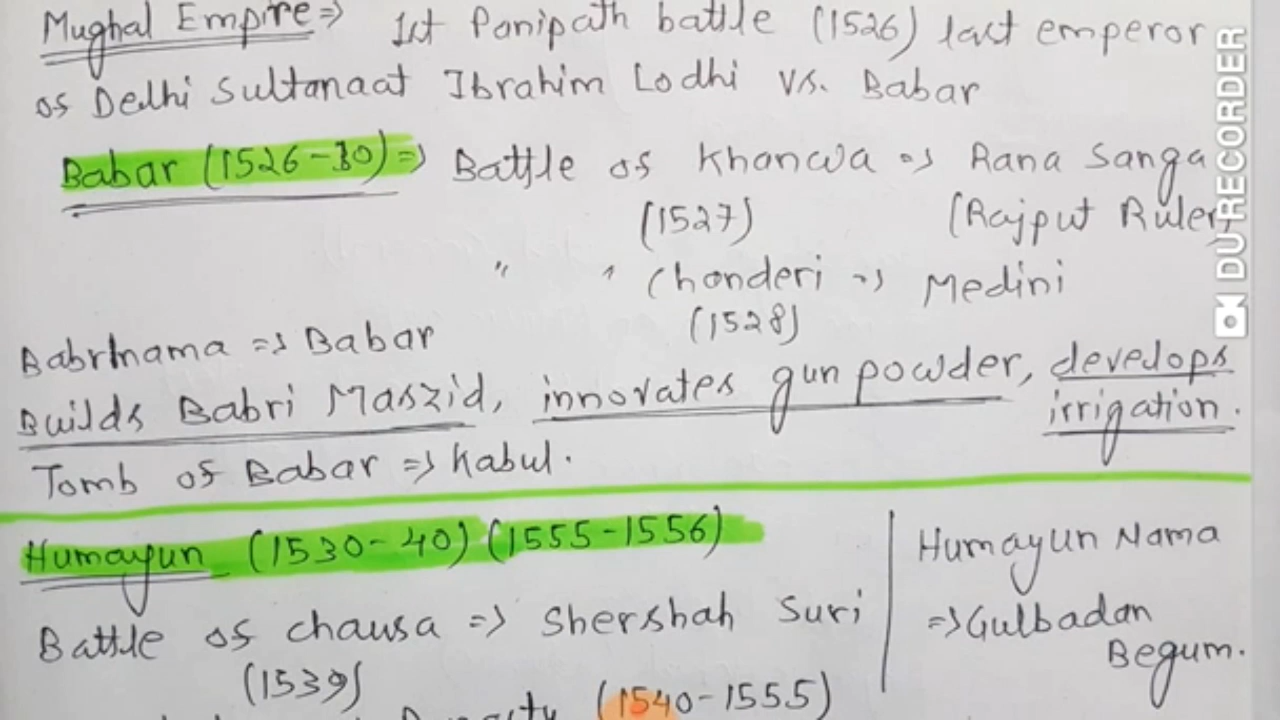 Mughal Empire => 1st Panipath battle (1526) last emperor
of Delhi Sultanaat Ibrahim Lodhi Vs. Babar
Babar (1526-30) => Battle of Khanwa => Rana Sanga
(1527) (Rajput Ruler)
" " Chanderi => Medini
(1528)
Babrnama => Babar
Builds Babri Maszid, innovates gun powder, develops
irrigation.
Tomb of Babar => Kabul.
Humayun (1530-40) (1555-1556)
Battle of chausa => Shershah Suri
(1539)
(1540-1555)
Humayun Nama
=> Gulbadan
Begum.
DU RECORDER